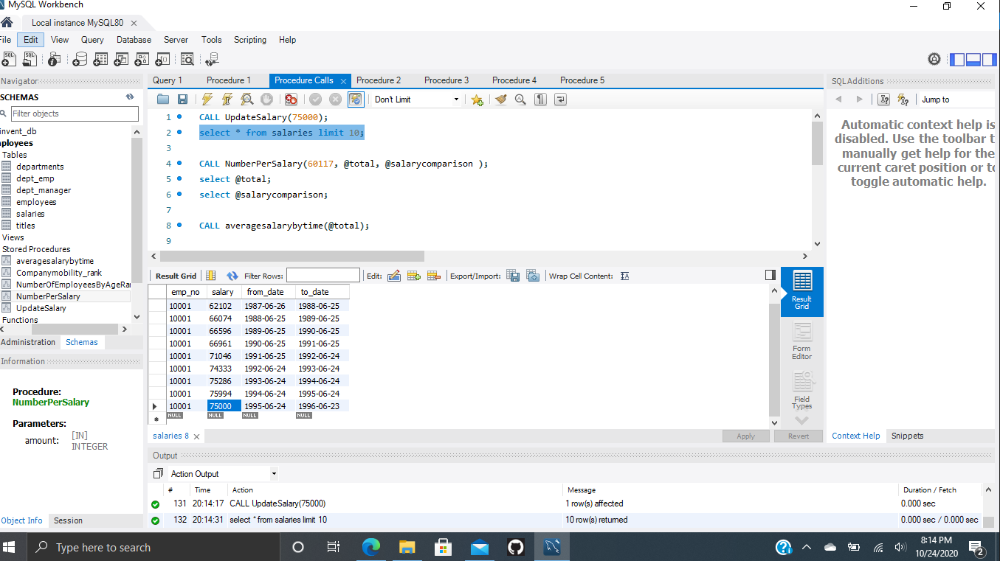 MySQL Workbench
Local instance MySQL80
File Edit View Query Database Server Tools Scripting Help
Navigator
SCHEMAS
Filter objects
invent_db
ployees
Tables
departments
dept_emp
dept_manager
employees
salaries
titles
Views
Stored Procedures
averagesalarybytime
Companymobility_rank
NumberOfEmployeesByAgeRan
NumberPerSalary
UpdateSalary
Functions
Administration Schemas
Information
Procedure:
NumberPerSalary
Parameters:
amount: [IN]
INTEGER
Object Info Session
Query 1 Procedure 1 Procedure Calls Procedure 2 Procedure 3 Procedure 4 Procedure 5
Don't Limit
1 CALL UpdateSalary(75000);
2 select * from salaries limit 10;
3
4 CALL NumberPerSalary(60117, @total, @salarycomparison );
5 select @total;
6 select @salarycomparison;
7
8 CALL averagesalarybytime(@total);
9
Result Grid Filter Rows: Edit: Export/Import: Wrap Cell Content:
emp_no salary from_date to_date
10001 62102 1987-06-26 1988-06-25
10001 66074 1988-06-25 1989-06-25
10001 66596 1989-06-25 1990-06-25
10001 66961 1990-06-25 1991-06-25
10001 71046 1991-06-25 1992-06-24
10001 74333 1992-06-24 1993-06-24
10001 75286 1993-06-24 1994-06-24
10001 75994 1994-06-24 1995-06-24
10001 75000 1995-06-24 1996-06-23
NULL NULL NULL NULL
Result
Grid
Form
Editor
Field
Types
salaries 8 Apply Revert
SQLAdditions
Jump to
Automatic context help is
disabled. Use the toolbar t
manually get help for the
current caret position or to
toggle automatic help.
Context Help Snippets
Output
Action Output
# Time Action Message Duration / Fetch
131 20:14:17 CALL UpdateSalary(75000) 1 row(s) affected 0.000 sec
132 20:14:31 select * from salaries limit 10 10 row(s) returned 0.000 sec / 0.000 sec
Type here to search
8:14 PM
10/24/2020
2